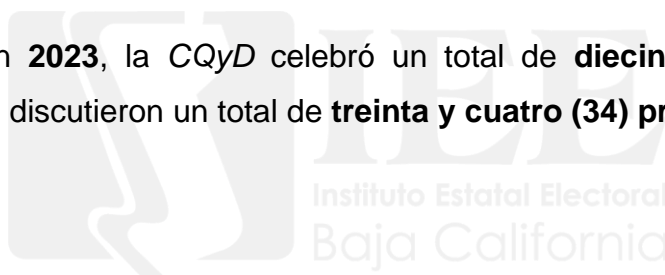 n 2023, la CQyD celebró un total de diecin
discutieron un total de treinta y cuatro (34) pr
IEE
Instituto Estatal Electoral
Baja California